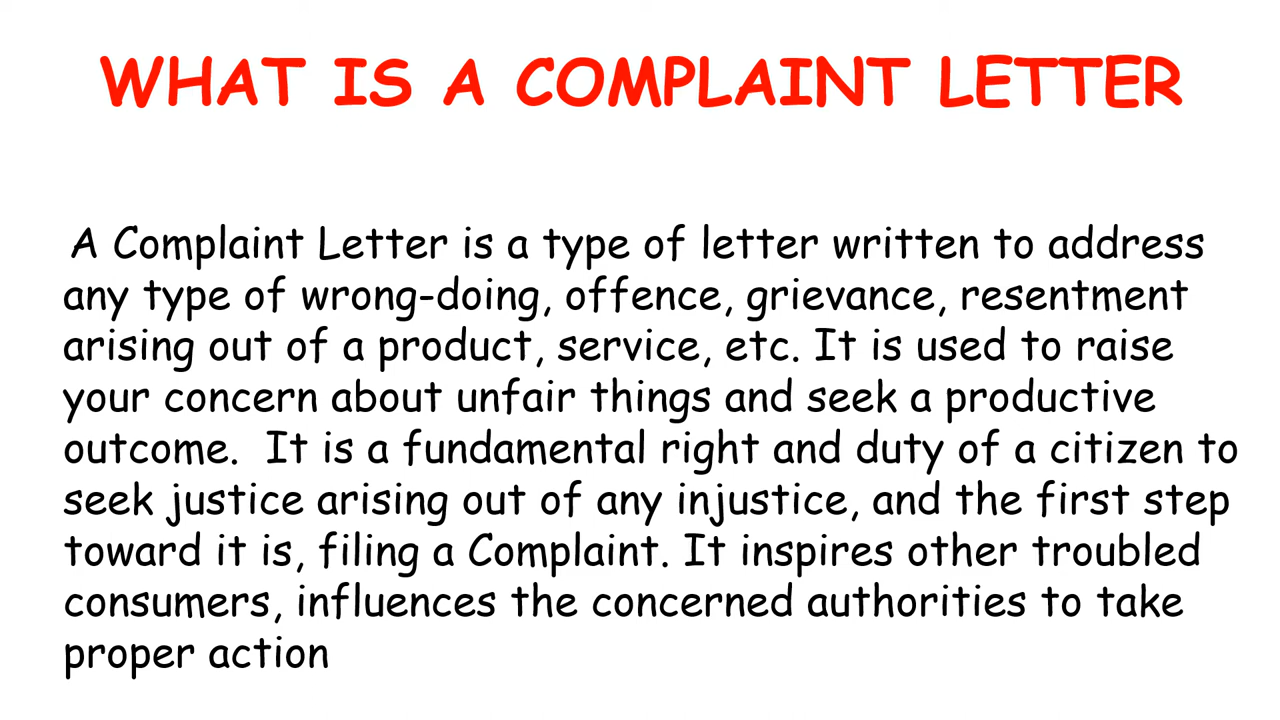 WHAT IS A COMPLAINT LETTER
A Complaint Letter is a type of letter written to address
any type of wrong-doing, offence, grievance, resentment
arising out of a product, service, etc. It is used to raise
your concern about unfair things and seek a productive
outcome.  It is a fundamental right and duty of a citizen to
seek justice arising out of any injustice, and the first step
toward it is, filing a Complaint. It inspires other troubled
consumers, influences the concerned authorities to take
proper action